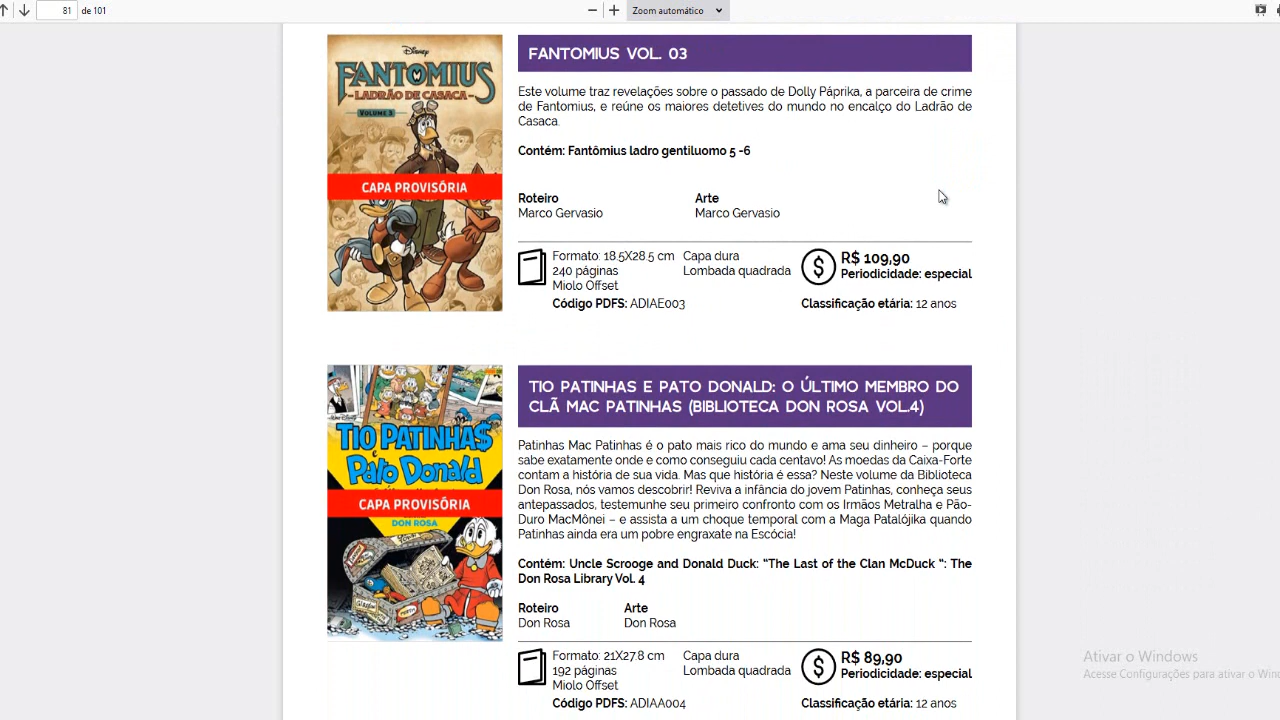 81 de 101
Zoom automático
Disney
FANTOMIUS
LADRÃO DE CASACA
VOLUME 3
CAPA PROVISÓRIA
FANTOMIUS VOL. 03
Este volume traz revelações sobre o passado de Dolly Páprika, a parceira de crime
de Fantomius, e reúne os maiores detetives do mundo no encalço do Ladrão de
Casaca.
Contém: Fantômius ladro gentiluomo 5 -6
Roteiro Arte
Marco Gervasio Marco Gervasio
Formato: 18.5X28.5 cm Capa dura R$ 109,90
240 páginas Lombada quadrada Periodicidade: especial
Miolo Offset
Código PDFS: ADIAE003 Classificação etária: 12 anos
TIO PATINHA$
e
Pato Donald
CAPA PROVISÓRIA
DON ROSA
TIO PATINHAS E PATO DONALD: O ÚLTIMO MEMBRO DO
CLÃ MAC PATINHAS (BIBLIOTECA DON ROSA VOL.4)
Patinhas Mac Patinhas é o pato mais rico do mundo e ama seu dinheiro – porque
sabe exatamente onde e como conseguiu cada centavo! As moedas da Caixa-Forte
contam a história de sua vida. Mas que história é essa? Neste volume da Biblioteca
Don Rosa, nós vamos descobrir! Reviva a infância do jovem Patinhas, conheça seus
antepassados, testemunhe seu primeiro confronto com os Irmãos Metralha e Pão-
Duro MacMônei – e assista a um choque temporal com a Maga Patalójika quando
Patinhas ainda era um pobre engraxate na Escócia!
Contém: Uncle Scrooge and Donald Duck: “The Last of the Clan McDuck “: The
Don Rosa Library Vol. 4
Roteiro Arte
Don Rosa Don Rosa
Formato: 21X27.8 cm Capa dura R$ 89,90
192 páginas Lombada quadrada Periodicidade: especial
Miolo Offset
Código PDFS: ADIAA004 Classificação etária: 12 anos
Ativar o Windows
Acesse Configurações para ativar o Win